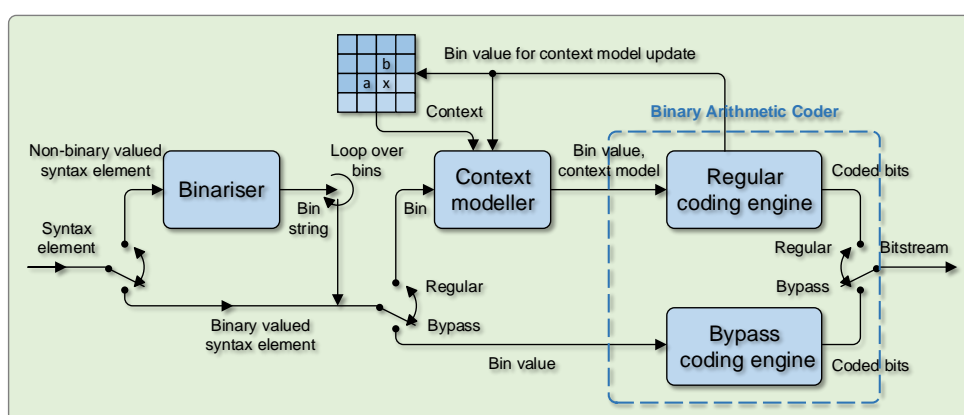 Bin value for context model update
b
a x
Context
Binary Arithmetic Coder
Non-binary valued
syntax element
Loop over
bins
Bin value,
context model
Coded bits
Binariser
Context
modeller
Regular
coding engine
Bin
string
Bin
Syntax
element
Regular
Bypass
Regular
Bypass
Bitstream
Binary valued
syntax element
Bin value
Bypass
coding engine
Coded bits